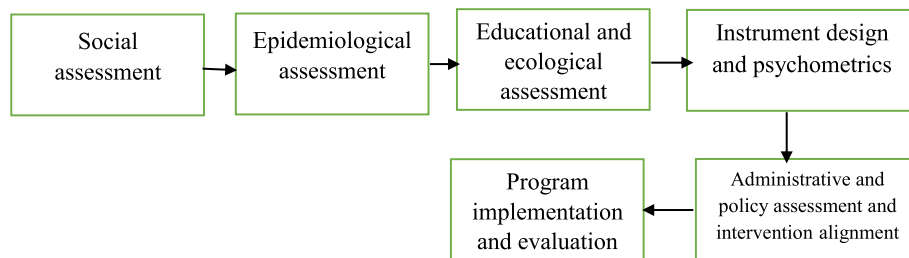 Social
assessment
Epidemiological
assessment
Educational and
ecological
assessment
Instrument design
and psychometrics
Administrative and
policy assessment and
intervention alignment
Program
implementation
and evaluation